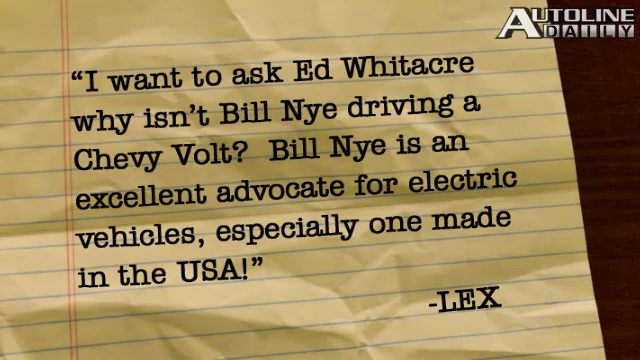 AUTOLINE
DAILY
“I want to ask Ed Whitacre
why isn’t Bill Nye driving a
Chevy Volt?  Bill Nye is an
excellent advocate for electric
vehicles, especially one made
in the USA!”
-LEX